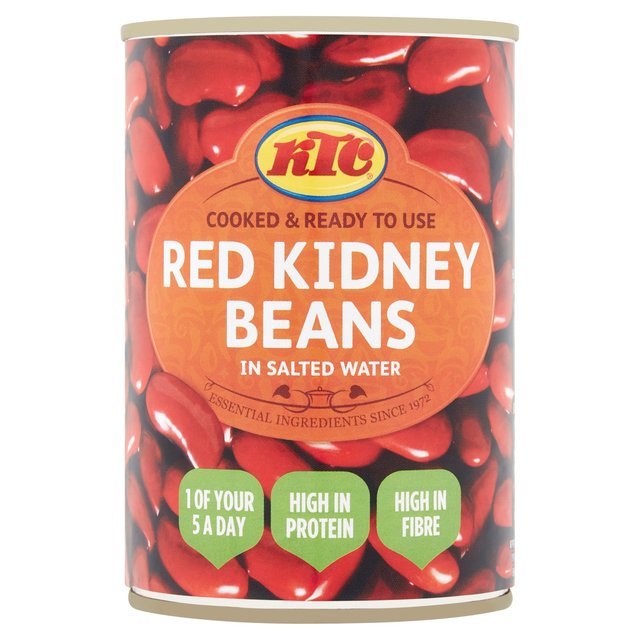 KTC
COOKED & READY TO USE
RED KIDNEY
BEANS
IN SALTED WATER
ESSENTIAL INGREDIENTS SINCE 1972
1 OF YOUR
5 A DAY
HIGH IN
PROTEIN
HIGH IN
FIBRE